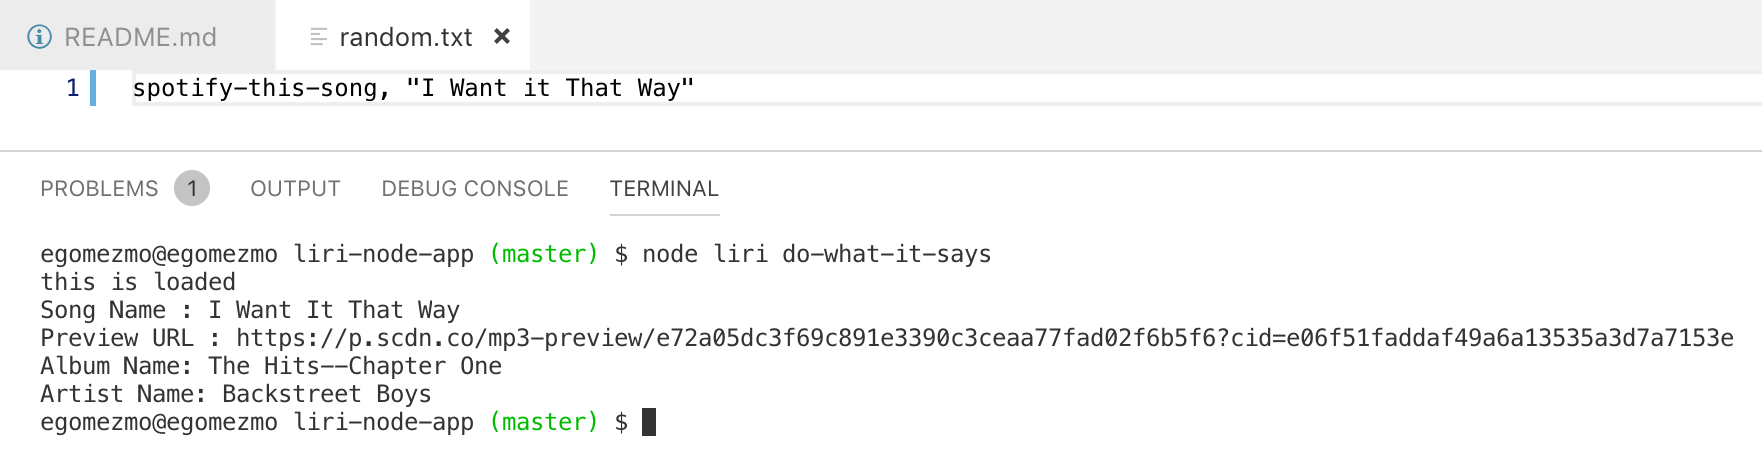 README.md random.txt ×
1 spotify-this-song, "I Want it That Way"
PROBLEMS 1 OUTPUT DEBUG CONSOLE TERMINAL
egomezmo@egomezmo liri-node-app (master) $ node liri do-what-it-says
this is loaded
Song Name : I Want It That Way
Preview URL : https://p.scdn.co/mp3-preview/e72a05dc3f69c891e3390c3ceaa77fad02f6b5f6?cid=e06f51faddaf49a6a13535a3d7a7153e
Album Name: The Hits--Chapter One
Artist Name: Backstreet Boys
egomezmo@egomezmo liri-node-app (master) $